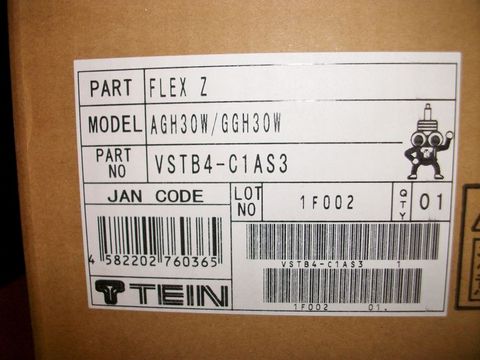 PART FLEX Z
MODEL AGH30W/GGH30W
PART NO VSTB4-C1AS3
JAN CODE LOT NO 1F002 QTY 01
4 582202 760365
VSTB4-C1AS3 1
TEIN
1F002 01.